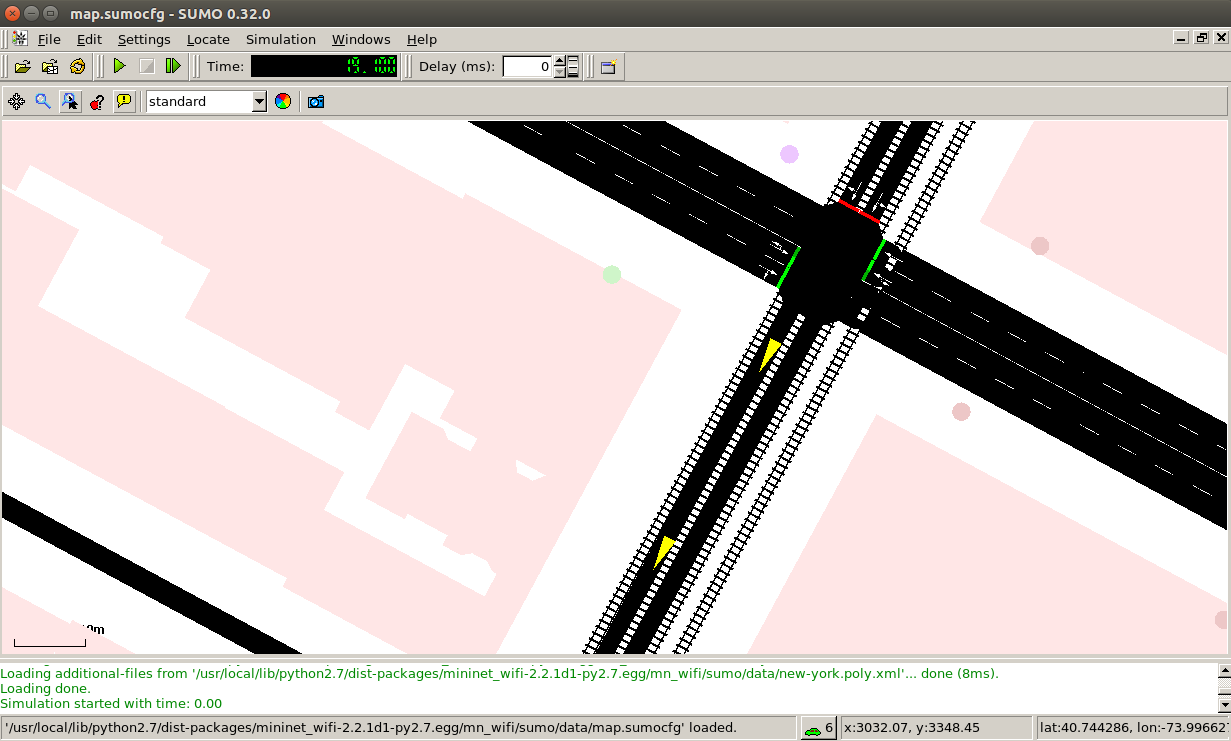 map.sumocfg - SUMO 0.32.0
File Edit Settings Locate Simulation Windows Help
Time: 19.00 Delay (ms): 0
standard
Loading additional-files from '/usr/local/lib/python2.7/dist-packages/mininet_wifi-2.2.1d1-py2.7.egg/mn_wifi/sumo/data/new-york.poly.xml'... done (8ms).
Loading done.
Simulation started with time: 0.00
'/usr/local/lib/python2.7/dist-packages/mininet_wifi-2.2.1d1-py2.7.egg/mn_wifi/sumo/data/map.sumocfg' loaded. 6 x:3032.07, y:3348.45 lat:40.744286, lon:-73.99662